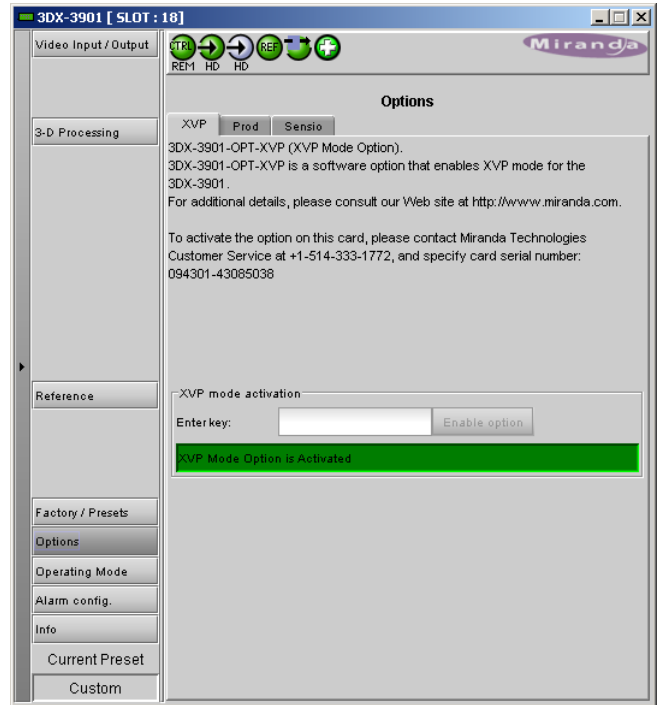 3DX-3901 [ SLOT : 18]
Video Input / Output
CTRL
REF
REM HD HD
Miranda
Options
3-D Processing
XVP Prod Sensio
3DX-3901-OPT-XVP (XVP Mode Option).
3DX-3901-OPT-XVP is a software option that enables XVP mode for the
3DX-3901.
For additional details, please consult our Web site at http://www.miranda.com.
To activate the option on this card, please contact Miranda Technologies
Customer Service at +1-514-333-1772, and specify card serial number:
094301-43085038
Reference
XVP mode activation
Enter key:
Enable option
XVP Mode Option is Activated
Factory / Presets
Options
Operating Mode
Alarm config.
Info
Current Preset
Custom